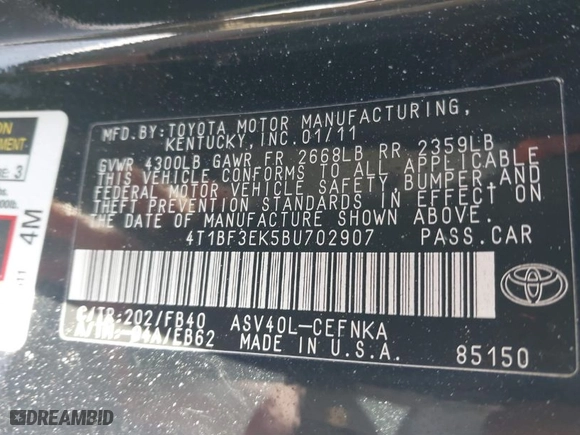 MFD.BY:TOYOTA MOTOR MANUFACTURING,
KENTUCKY,INC.01/11
GVWR 4300LB GAWR FR 2668LB RR 2359LB
THIS VEHICLE CONFORMS TO ALL APPLICABLE
FEDERAL MOTOR VEHICLE SAFETY,BUMPER,AND
THEFT PREVENTION STANDARDS IN EFFECT ON
THE DATE OF MANUFACTURE SHOWN ABOVE.
4T1BF3EK5BU702907 PASS.CAR
C/TR:202/FB40 ASV40L-CEFNKA
MADE IN U.S.A. 85150
3
4M
DREAMBID